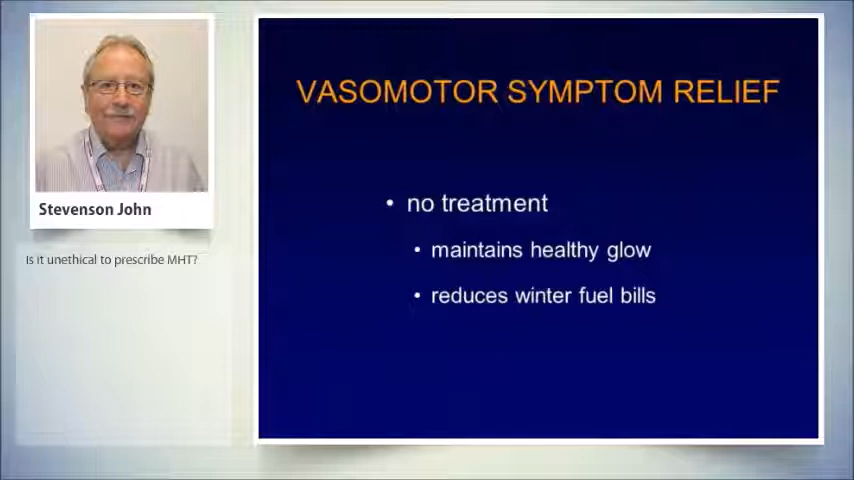 VASOMOTOR SYMPTOM RELIEF
• no treatment
• maintains healthy glow
• reduces winter fuel bills
Stevenson John
Is it unethical to prescribe MHT?